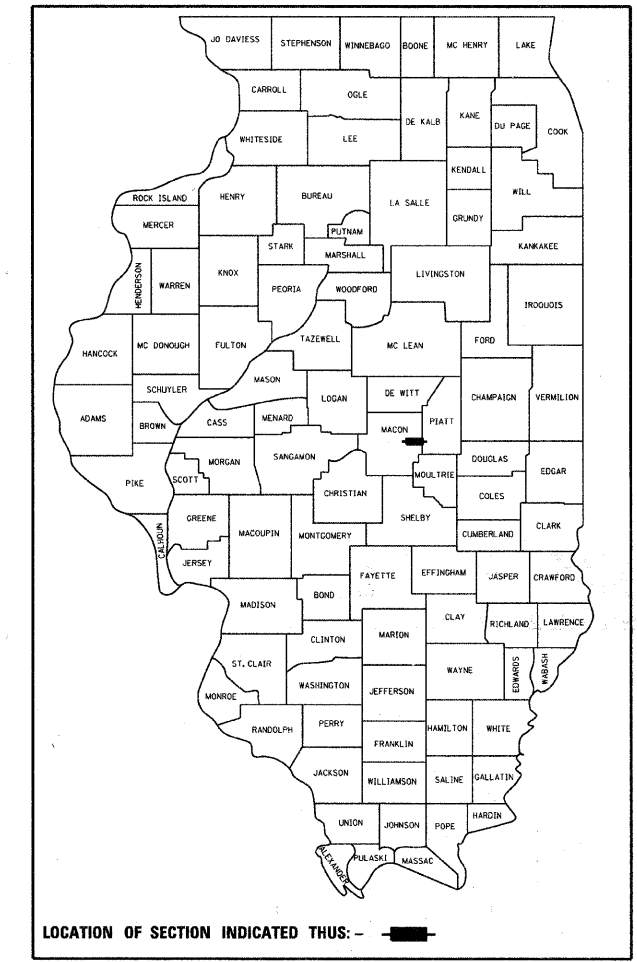 JO DAVIESS STEPHENSON WINNEBAGO BOONE MC HENRY LAKE
CARROLL OGLE DE KALB KANE DU PAGE COOK
WHITESIDE LEE KENDALL WILL
ROCK ISLAND HENRY BUREAU LA SALLE GRUNDY
MERCER PUTNAM KANKAKEE
STARK MARSHALL
HENDERSON WARREN KNOX PEORIA WOODFORD LIVINGSTON IROQUOIS
HANCOCK MC DONOUGH FULTON TAZEWELL MC LEAN FORD
MASON
SCHUYLER LOGAN DE WITT CHAMPAIGN VERMILION
ADAMS BROWN CASS MENARD MACON PIATT
MORGAN SANGAMON DOUGLAS EDGAR
PIKE SCOTT CHRISTIAN MOULTRIE COLES
GREENE MACOUPIN MONTGOMERY SHELBY CUMBERLAND CLARK
CALHOUN JERSEY FAYETTE EFFINGHAM JASPER CRAWFORD
MADISON BOND CLAY RICHLAND LAWRENCE
CLINTON MARION
ST. CLAIR WAYNE EDWARDS WABASH
MONROE WASHINGTON JEFFERSON
RANDOLPH PERRY HAMILTON WHITE
FRANKLIN
JACKSON WILLIAMSON SALINE GALLATIN
UNION JOHNSON POPE HARDIN
ALEXANDER PULASKI MASSAC
LOCATION OF SECTION INDICATED THUS: -